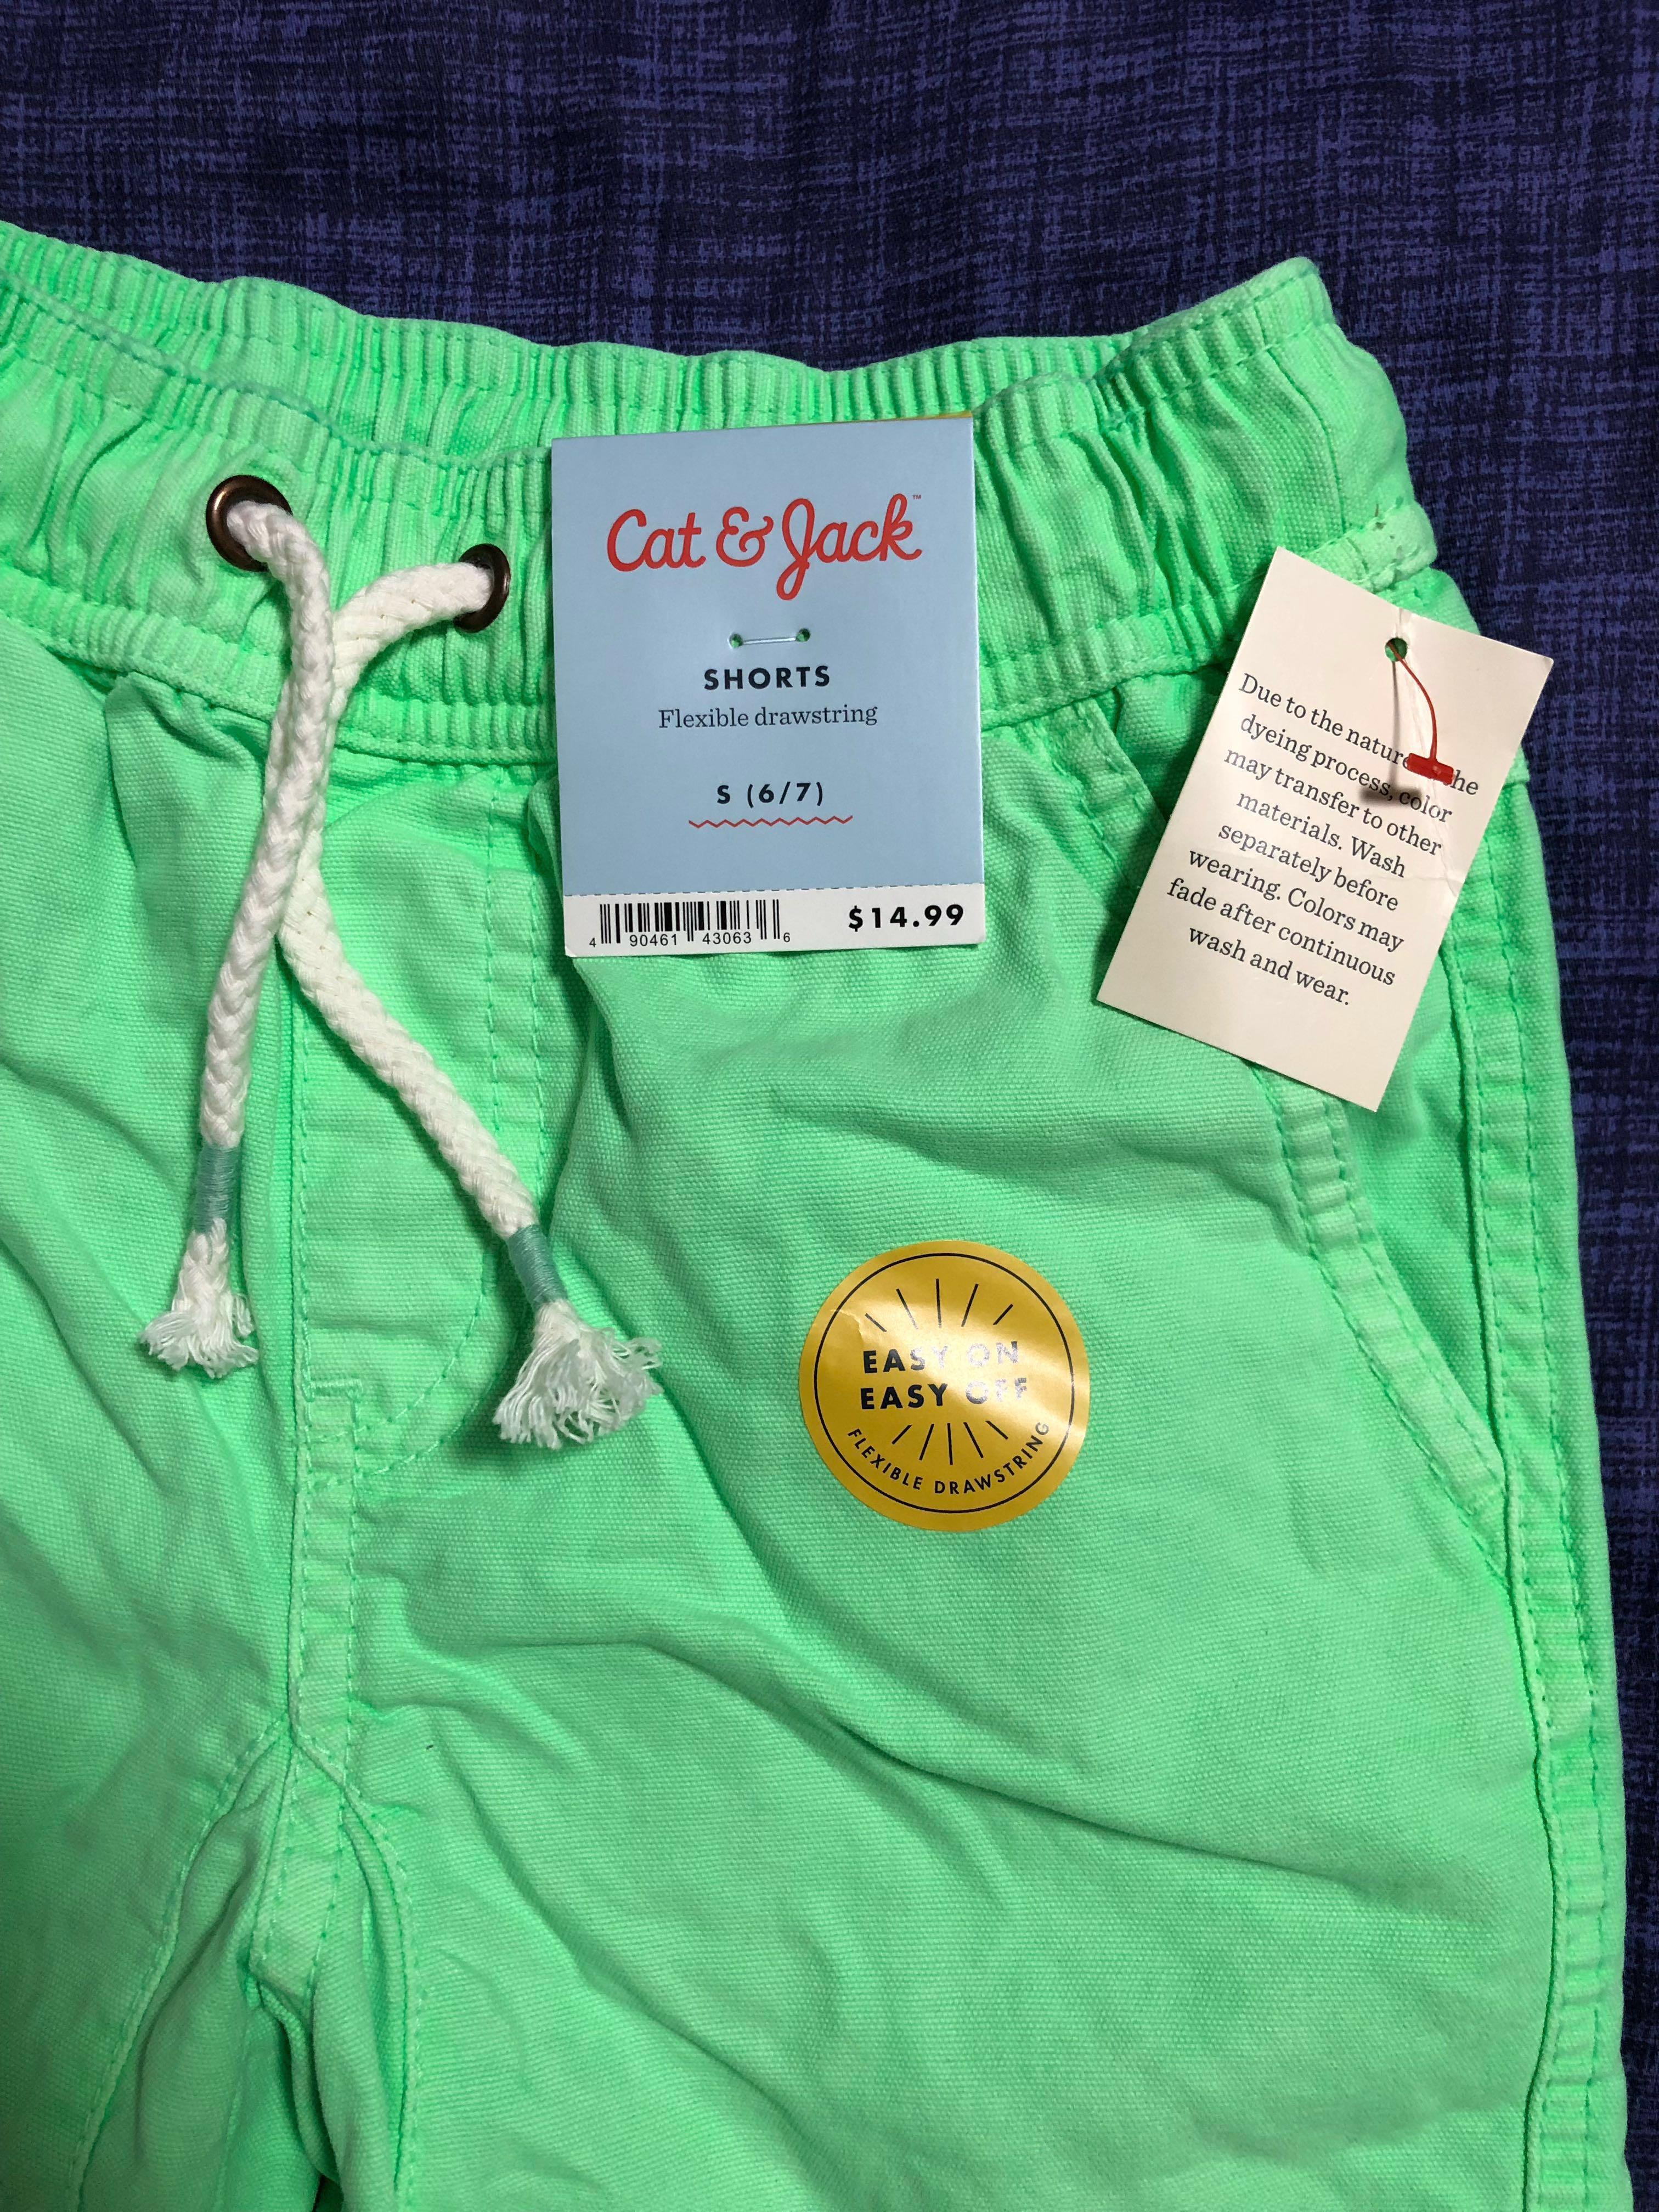 Cat & Jack™
SHORTS
Flexible drawstring
S (6/7)
4 90461 43063 6
$14.99
Due to the nature the
dyeing process, color
may transfer to other
materials. Wash
separately before
wearing. Colors may
fade after continuous
wash and wear.
EASY ON
EASY OFF
FLEXIBLE DRAWSTRING